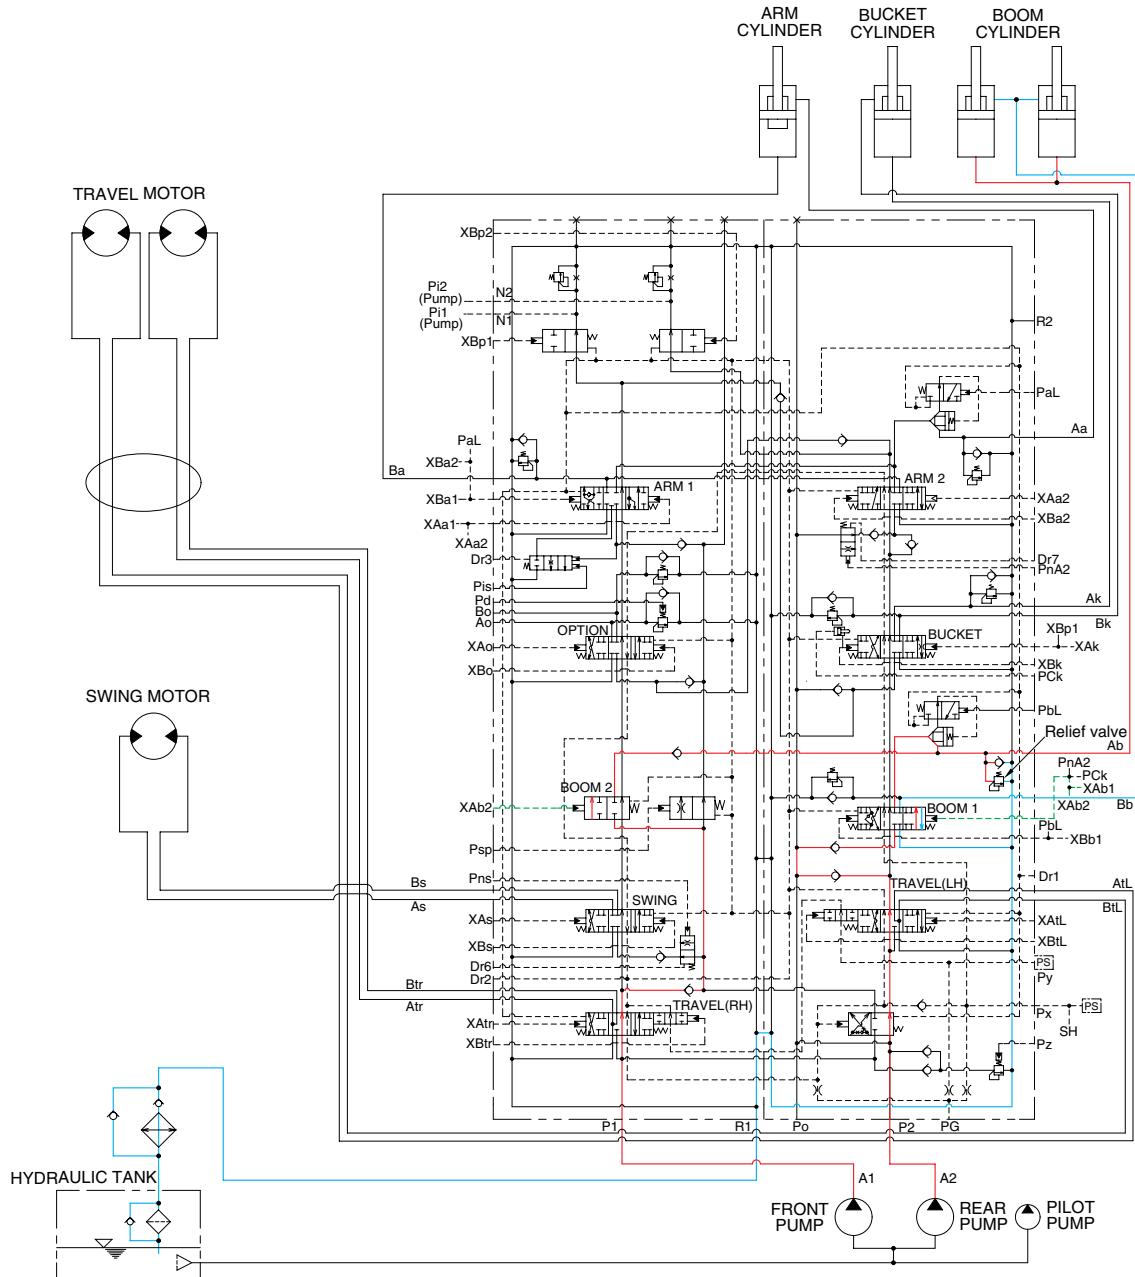 ARM
CYLINDER
BUCKET
CYLINDER
BOOM
CYLINDER
TRAVEL MOTOR
XBp2
Pi2
(Pump)
N2
Pi1
(Pump)
N1
XBp1
R2
PaL
Aa
PaL
XBa2
Ba
XBa1
ARM 1
ARM 2
XAa2
XBa2
XAa1
XAa2
Dr3
Dr7
PnA2
Pis
Pd
Bo
Ao
Ak
Bk
OPTION
BUCKET
XBp1
XAo
XAk
XBo
XBk
PCk
SWING MOTOR
PbL
Relief valve
Ab
PnA2
PCk
XAb1
BOOM 2
XAb2
BOOM 1
XAb2
Bb
PbL
XBb1
Psp
Pns
Bs
As
SWING
TRAVEL(LH)
Dr1
AtL
BtL
XAs
XAtL
XBs
XBtL
Dr6
Dr2
PS
Py
Btr
Atr
TRAVEL(RH)
PS
Px
SH
XAtr
XBtr
Pz
P1
R1
Po
P2
PG
HYDRAULIC TANK
A1
A2
FRONT
PUMP
REAR
PUMP
PILOT
PUMP